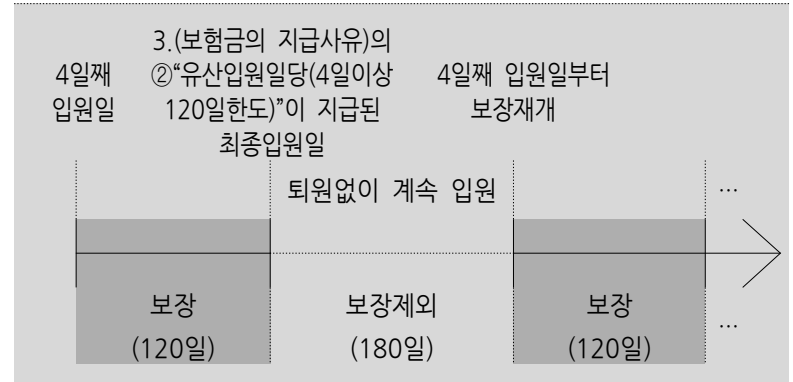 4일째
입원일
3.(보험금의 지급사유)의
②“유산입원일당(4일이상
120일한도)”이 지급된
최종입원일
4일째 입원일부터
보장재개
퇴원없이 계속 입원
…
보장
(120일)
보장제외
(180일)
보장
(120일)
…